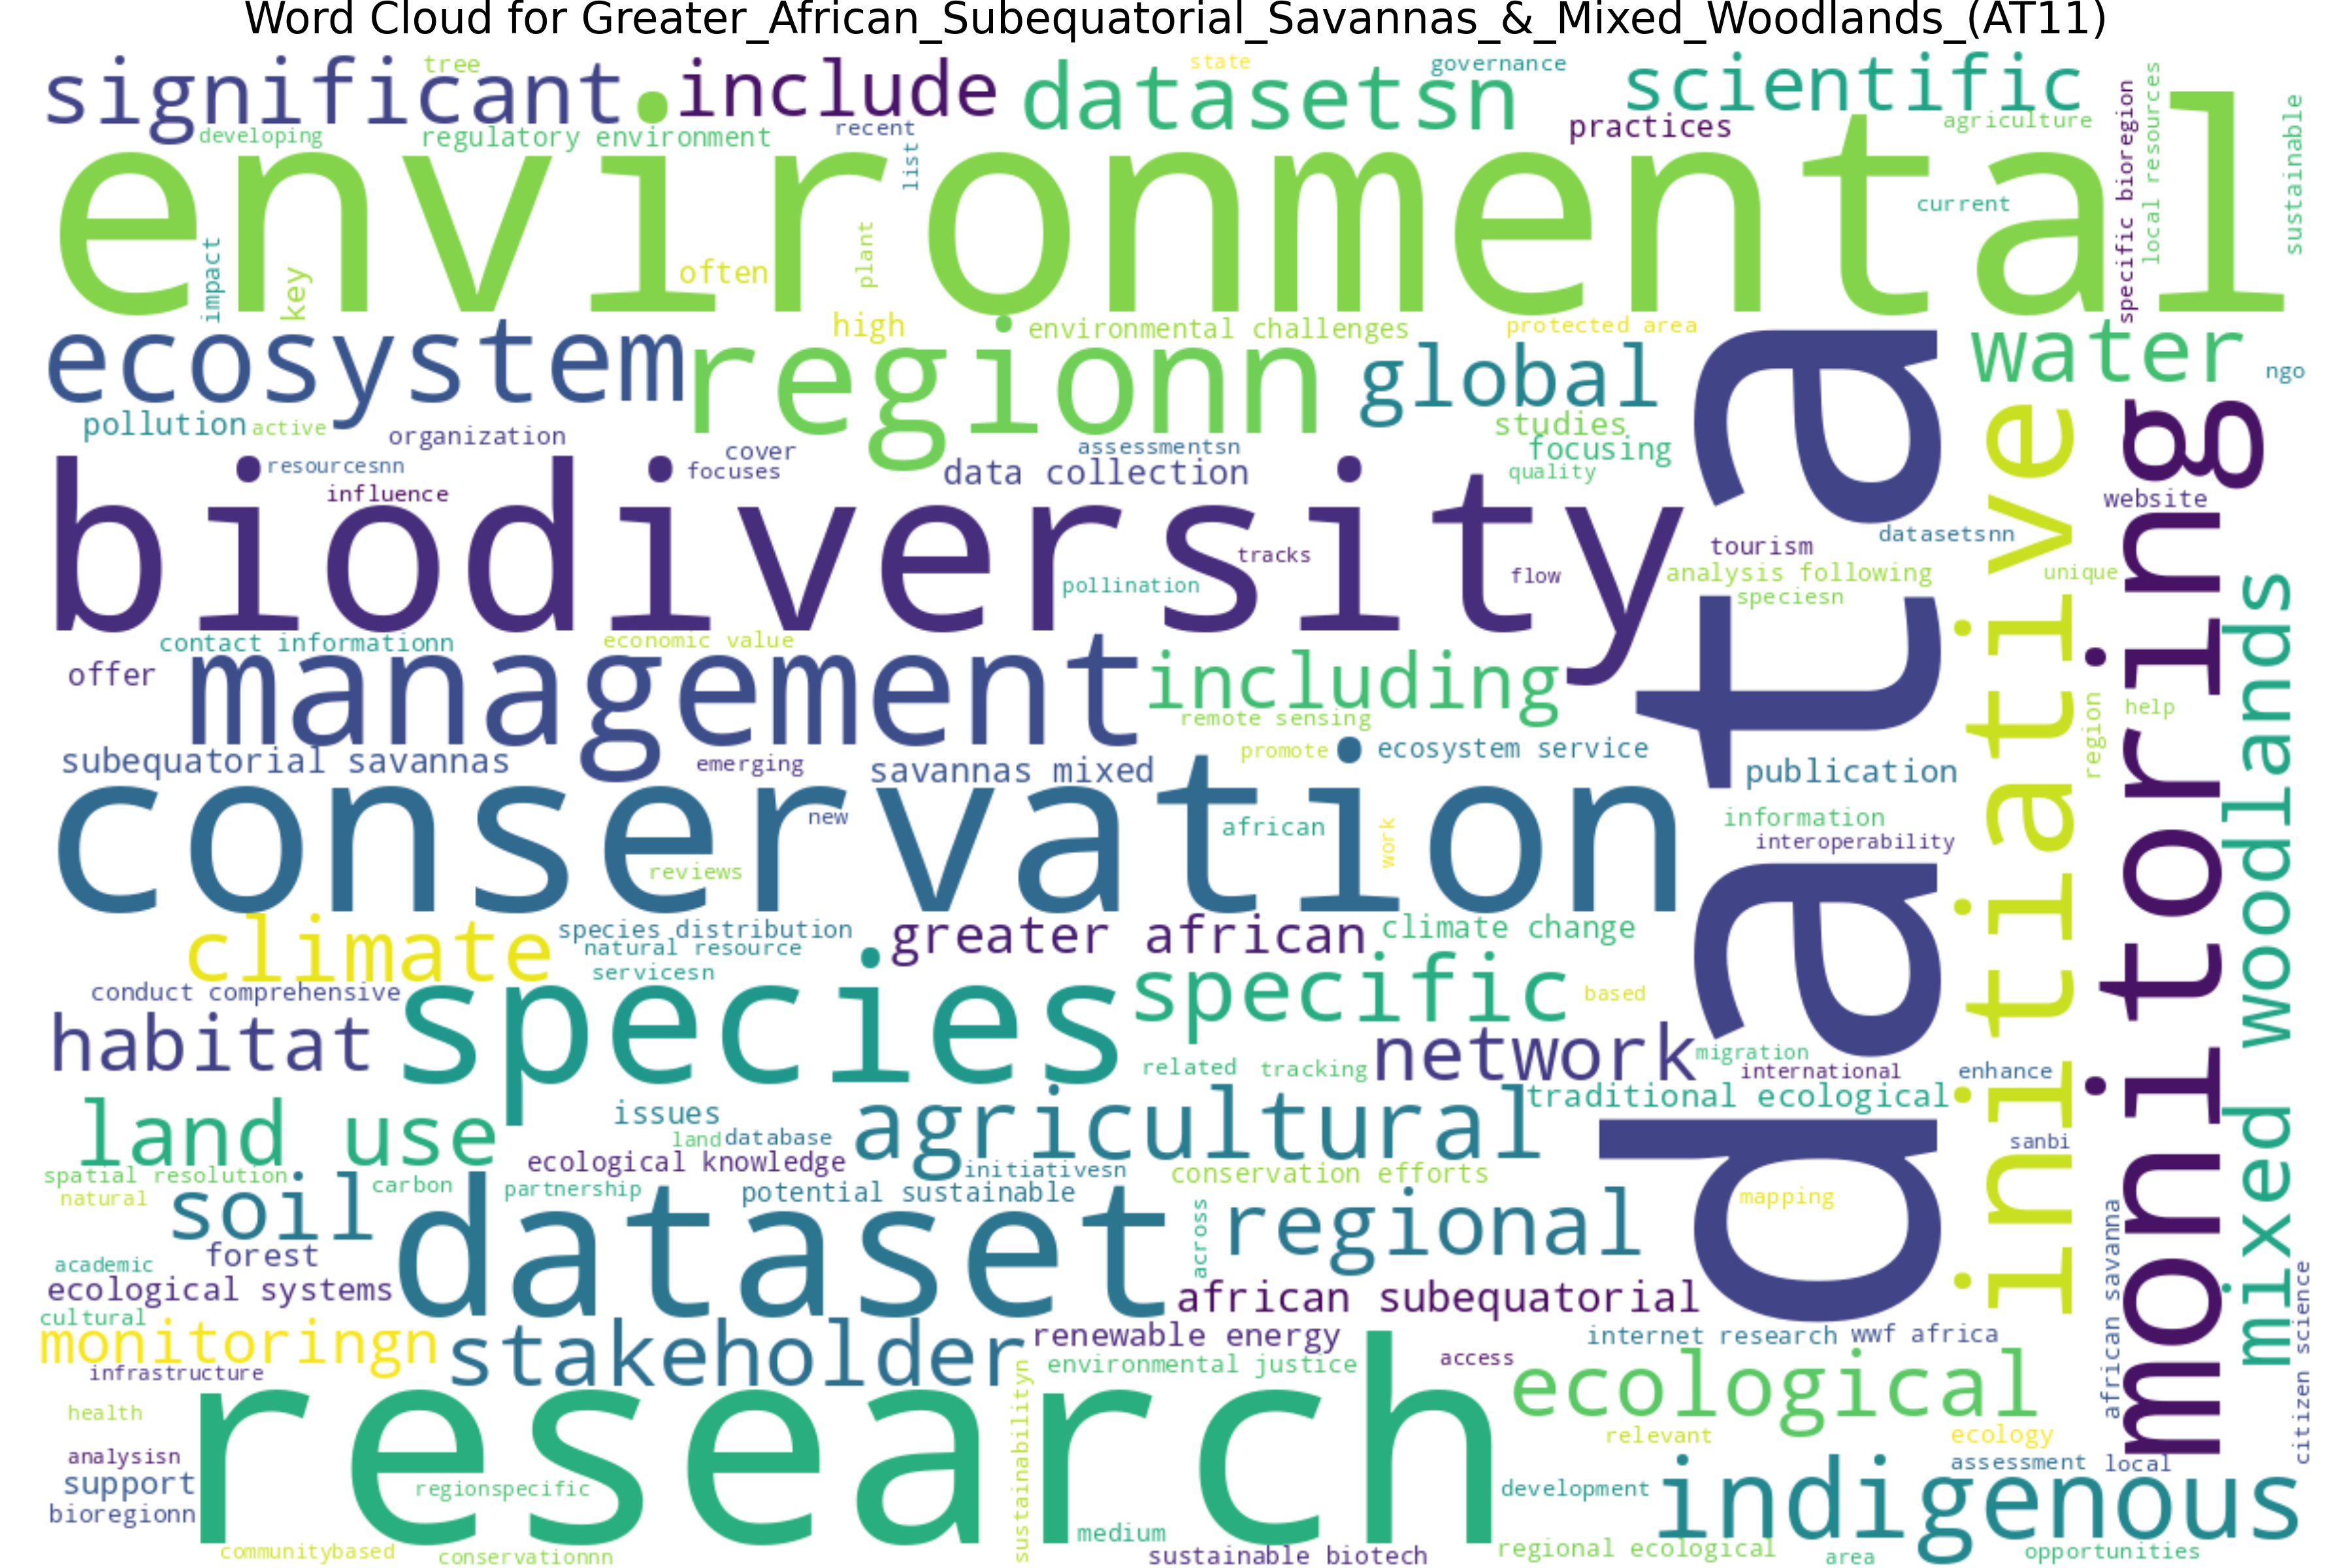 Word Cloud for Greater_African_Subequatorial_Savannas_&_Mixed_Woodlands_(AT11)
significant
tree
include
datasetsn
state
governance
scientific
developing
regulatory environment
recent
list
practices
agriculture
specific bioregion
local resources
sustainable
environmental
impact
key
often
plant
current
ecosystem
high
regionn
environmental challenges
protected area
global
water
ngo
pollution
active
organization
studies
focusing
resourcesnn
cover
focuses
assessmentsn
data collection
quality
influence
biodiversity
data
initiative
monitoring
website
datasetsnn
tourism
tracks
pollination
flow
analysis following
unique
speciesn
mixed woodlands
contact informationn
economic value
offer
management
including
remote sensing
region
help
subequatorial savannas
emerging
savannas mixed
promote
ecosystem service
publication
conservation
new
african
work
information
interoperability
reviews
climate
species distribution
natural resource
servicesn
greater african
climate change
conduct comprehensive
species
specific
based
habitat
related
tracking
network
migration
international
enhance
traditional ecological
land use
issues
land
database
agricultural
sanbi
ecological knowledge
initiativesn
conservation efforts
spatial resolution
natural
soil
carbon
partnership
potential sustainable
mapping
dataset
across
regional
african savanna
forest
academic
ecological systems
african subequatorial
citizen science
cultural
monitoringn
stakeholder
renewable energy
internet research
wwf africa
infrastructure
environmental justice
access
sustainabilityn
ecological
health
research
relevant
ecology
analysisn
support
assessment
local
regionspecific
development
indigenous
bioregionn
medium
communitybased
conservationnn
sustainable biotech
regional ecological
area
opportunities